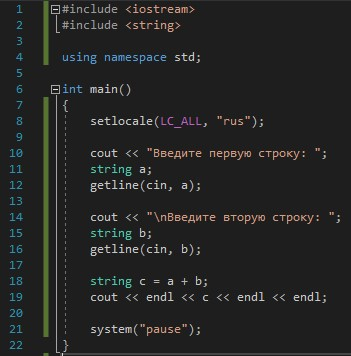 1 #include <iostream>
2 #include <string>
3
4 using namespace std;
5
6 int main()
7 {
8 setlocale(LC_ALL, "rus");
9
10 cout << "Введите первую строку: ";
11 string a;
12 getline(cin, a);
13
14 cout << "\nВведите вторую строку: ";
15 string b;
16 getline(cin, b);
17
18 string c = a + b;
19 cout << endl << c << endl << endl;
20
21 system("pause");
22 }